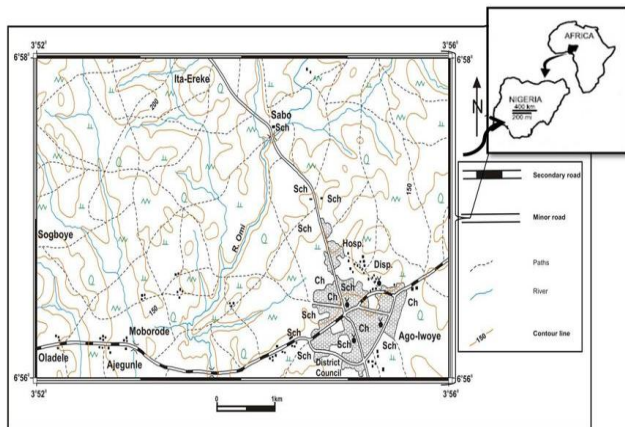 3°52
3°56
6°58
6°58
AFRICA
NIGERIA
400 km
200 mi
N
Ita-Ereke
200
Sabo
Sch
Sch
Sch
150
Sch
Sogboye
R. Omi
Hosp.
Disp.
Ch
Sch
Ch
150
Ch
Moborode
Sch
Ch
Ago-Iwoye
Oladele
Ajegunle
Sch
Sch
Sch
District
Council
6°56
6°56
3°52
3°56
0
1km
Secondary road
Minor road
Paths
River
150
Contour line